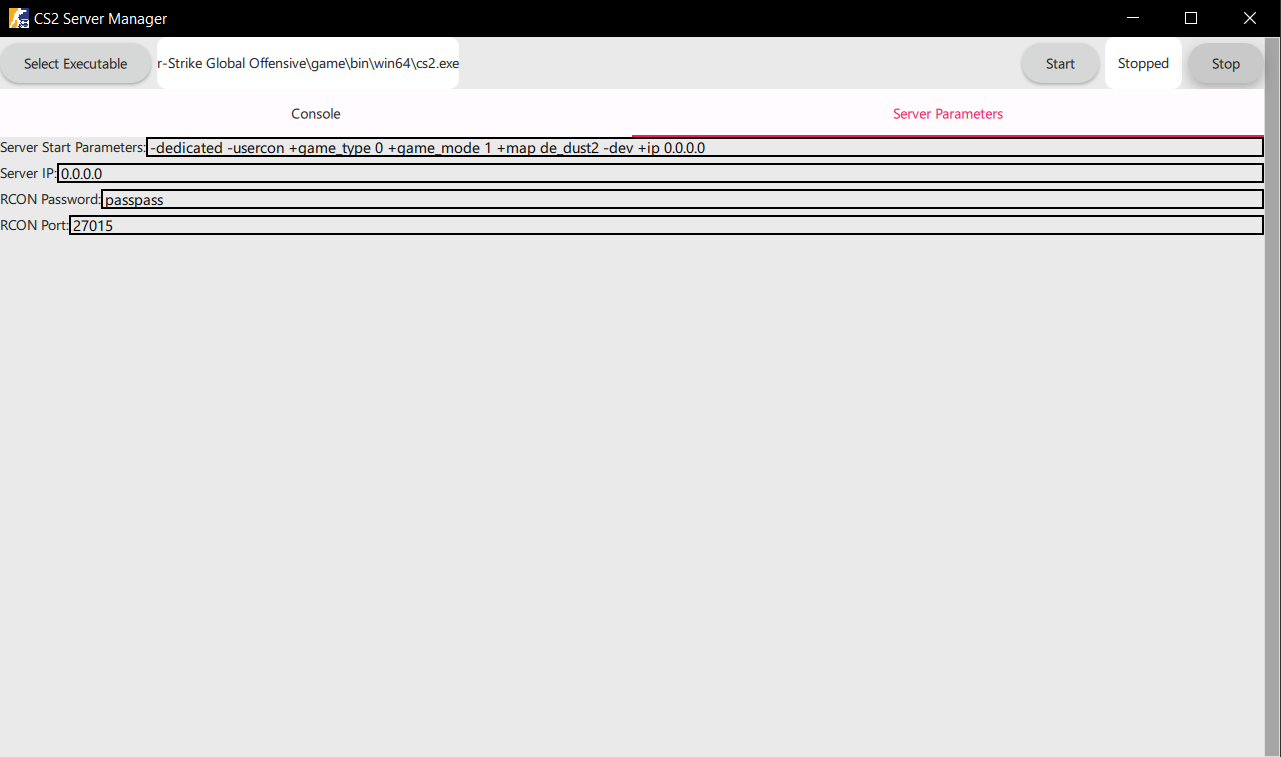 CS2 Server Manager
Select Executable r-Strike Global Offensive\game\bin\win64\cs2.exe Start Stopped Stop
Console Server Parameters
Server Start Parameters: -dedicated -usercon +game_type 0 +game_mode 1 +map de_dust2 -dev +ip 0.0.0.0
Server IP: 0.0.0.0
RCON Password: passpass
RCON Port: 27015